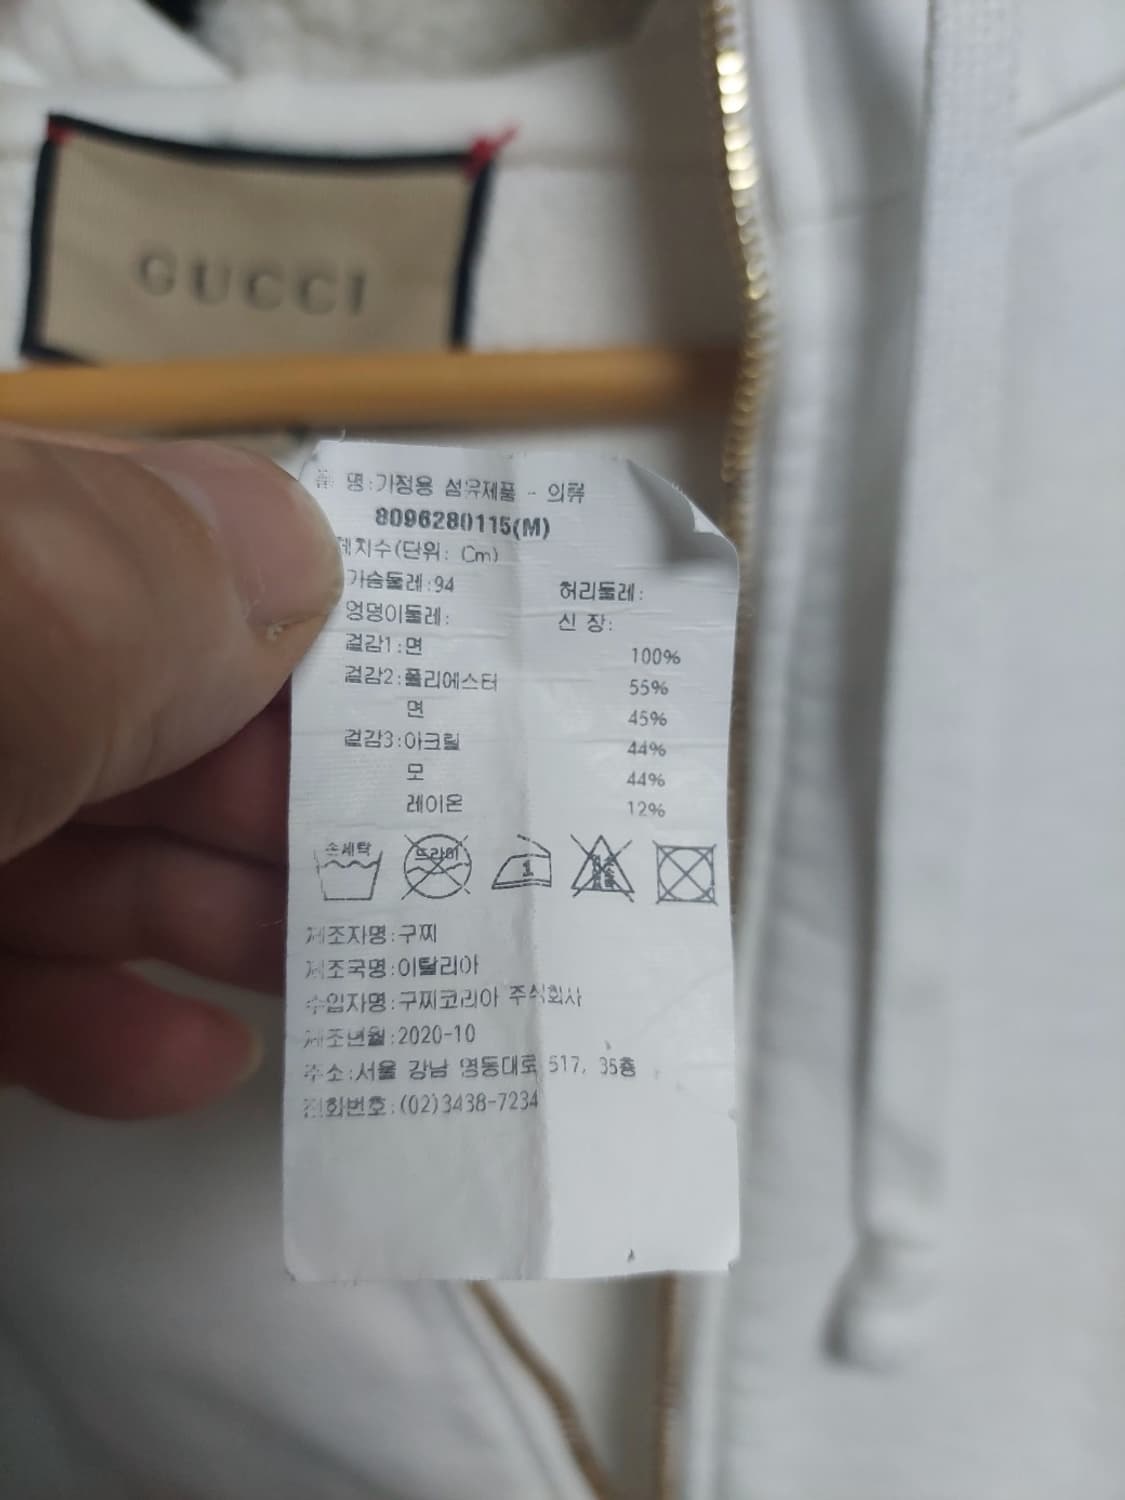 GUCCI
품 명:가정용 섬유제품 - 의류
8096280115(M)
체치수(단위: Cm)
가슴둘레:94 허리둘레:
엉덩이둘레: 신 장:
겉감1:면 100%
겉감2:폴리에스터 55%
면 45%
겉감3:아크릴 44%
모 44%
레이온 12%
손세탁 드라이 1
제조자명:구찌
제조국명:이탈리아
수입자명:구찌코리아 주식회사
제조년월:2020-10
주소:서울 강남 영동대로 517, 35층
전화번호:(02)3438-7234